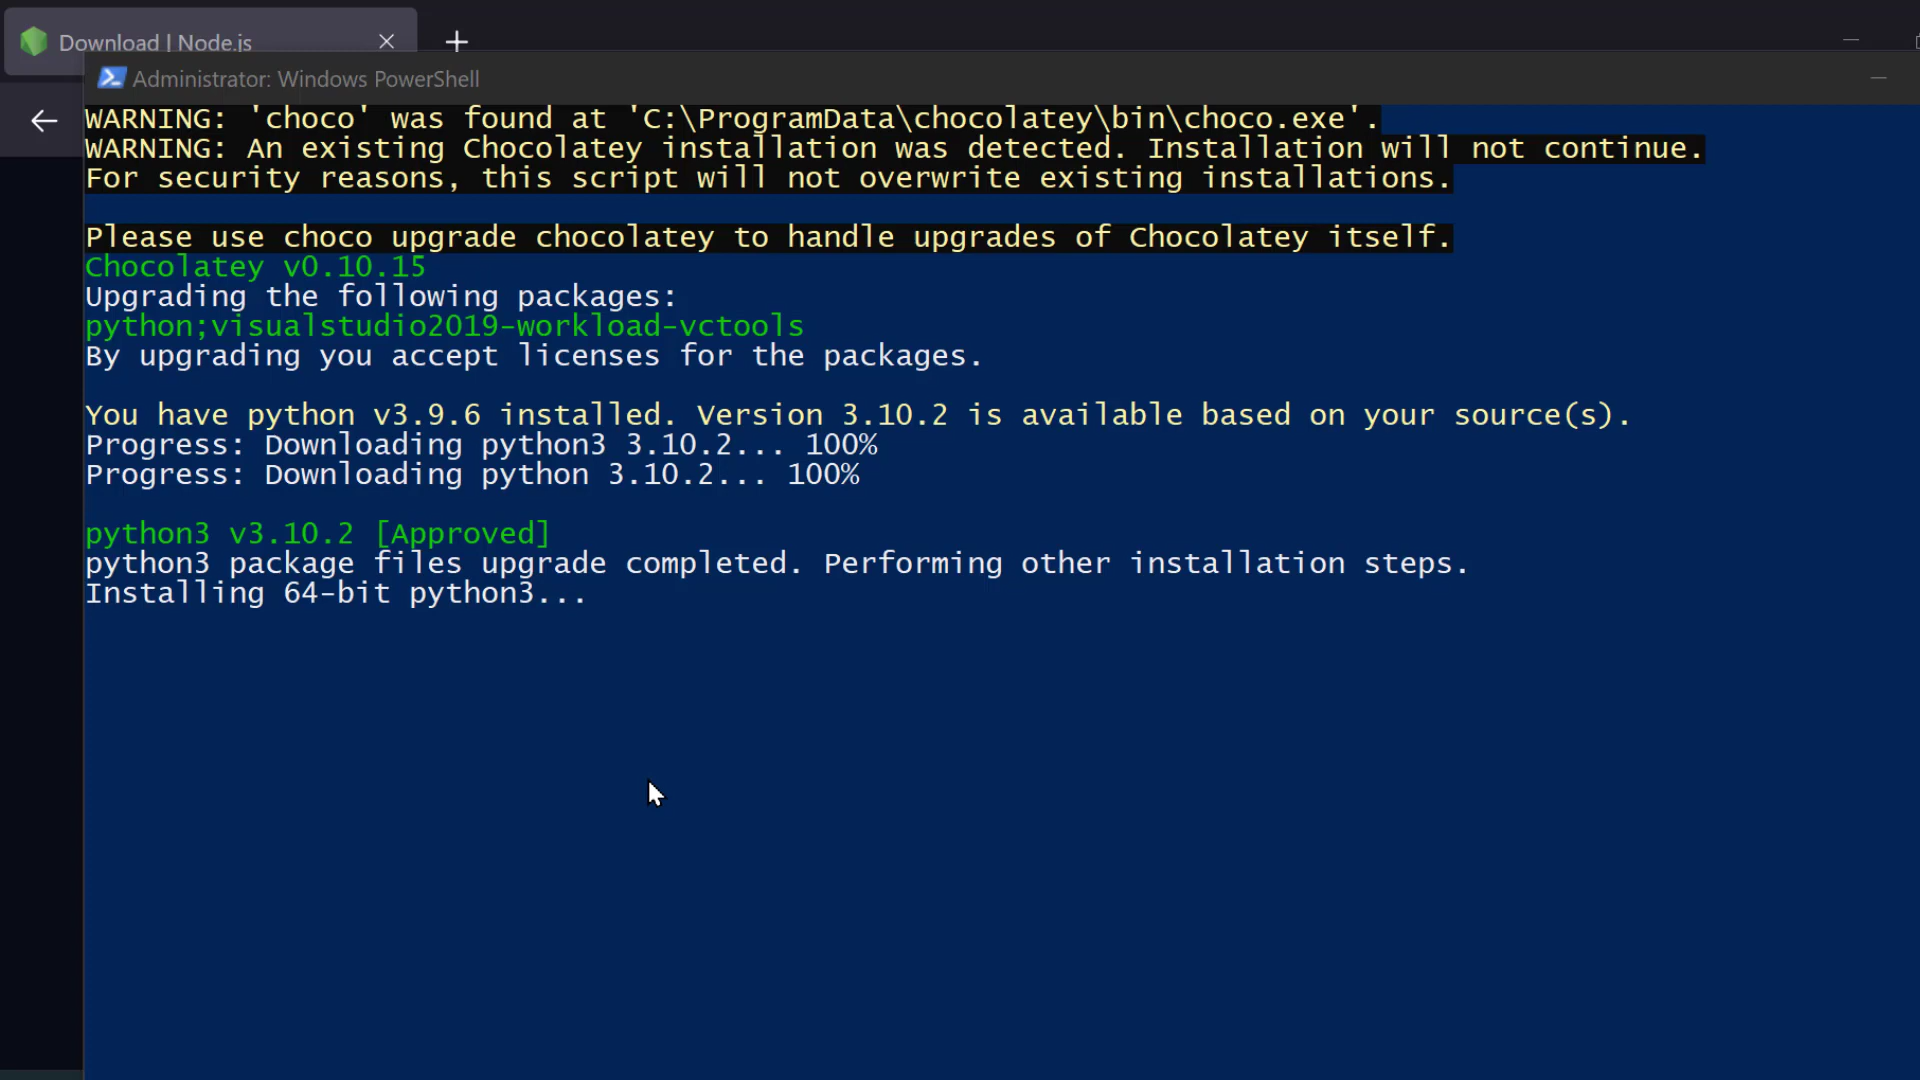 Download | Node.js
Administrator: Windows PowerShell
WARNING: 'choco' was found at 'C:\ProgramData\chocolatey\bin\choco.exe'.
WARNING: An existing Chocolatey installation was detected. Installation will not continue.
For security reasons, this script will not overwrite existing installations.
Please use choco upgrade chocolatey to handle upgrades of Chocolatey itself.
Chocolatey v0.10.15
Upgrading the following packages:
python;visualstudio2019-workload-vctools
By upgrading you accept licenses for the packages.
You have python v3.9.6 installed. Version 3.10.2 is available based on your source(s).
Progress: Downloading python3 3.10.2... 100%
Progress: Downloading python 3.10.2... 100%
python3 v3.10.2 [Approved]
python3 package files upgrade completed. Performing other installation steps.
Installing 64-bit python3...